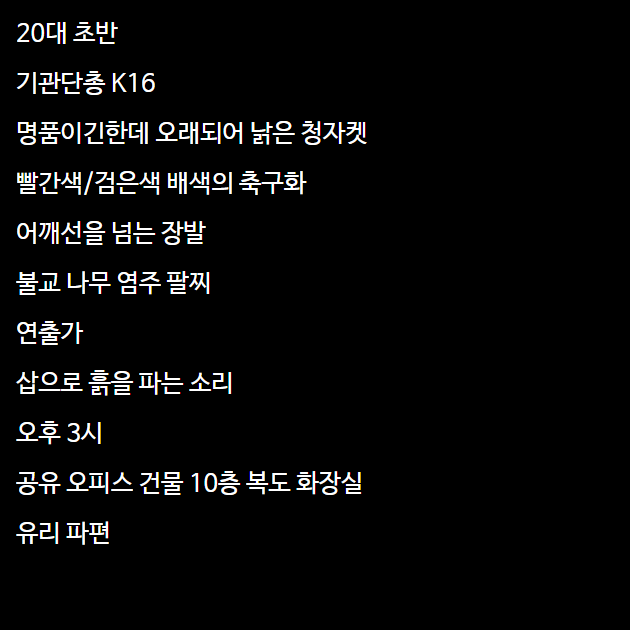 20대 초반
기관단총 K16
명품이긴한데 오래되어 낡은 청자켓
빨간색/검은색 배색의 축구화
어깨선을 넘는 장발
불교 나무 염주 팔찌
연출가
삽으로 흙을 파는 소리
오후 3시
공유 오피스 건물 10층 복도 화장실
유리 파편